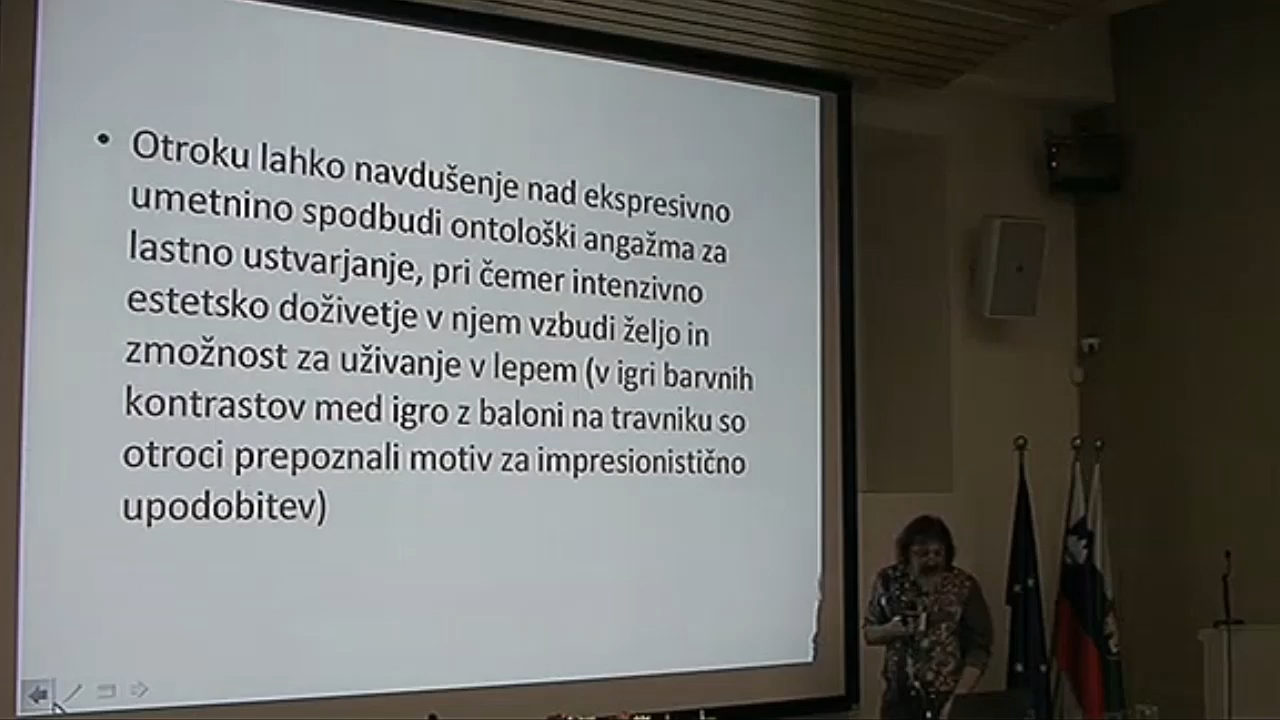 • Otroku lahko navdušenje nad ekspresivno
umetnino spodbudi ontološki angažma za
lastno ustvarjanje, pri čemer intenzivno
estetsko doživetje v njem vzbudi željo in
zmožnost za uživanje v lepem (v igri barvnih
kontrastov med igro z baloni na travniku so
otroci prepoznali motiv za impresionistično
upodobitev)